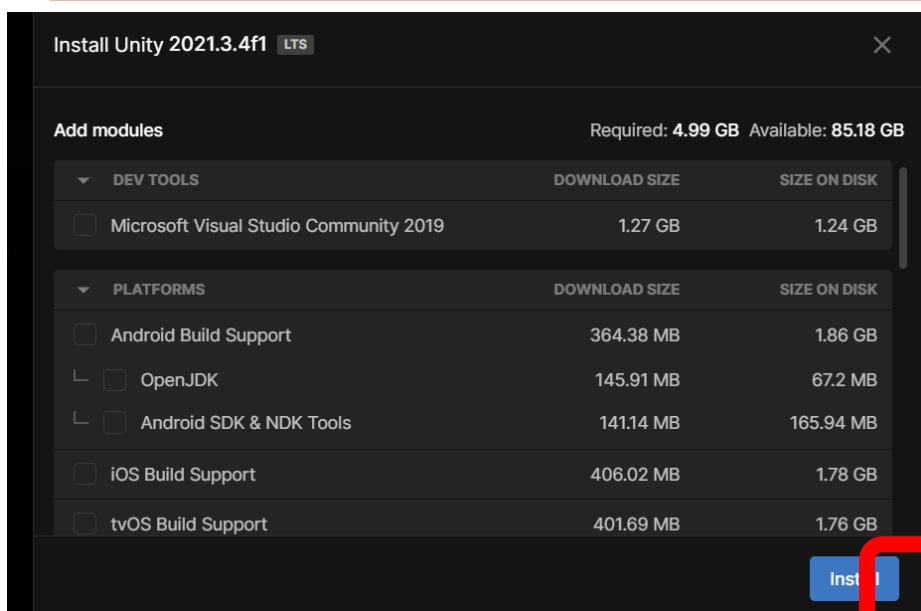 Install Unity 2021.3.4f1 LTS
Add modules Required: 4.99 GB Available: 85.18 GB
DEV TOOLS DOWNLOAD SIZE SIZE ON DISK
Microsoft Visual Studio Community 2019 1.27 GB 1.24 GB
PLATFORMS DOWNLOAD SIZE SIZE ON DISK
Android Build Support 364.38 MB 1.86 GB
OpenJDK 145.91 MB 67.2 MB
Android SDK & NDK Tools 141.14 MB 165.94 MB
iOS Build Support 406.02 MB 1.78 GB
tvOS Build Support 401.69 MB 1.76 GB
Install